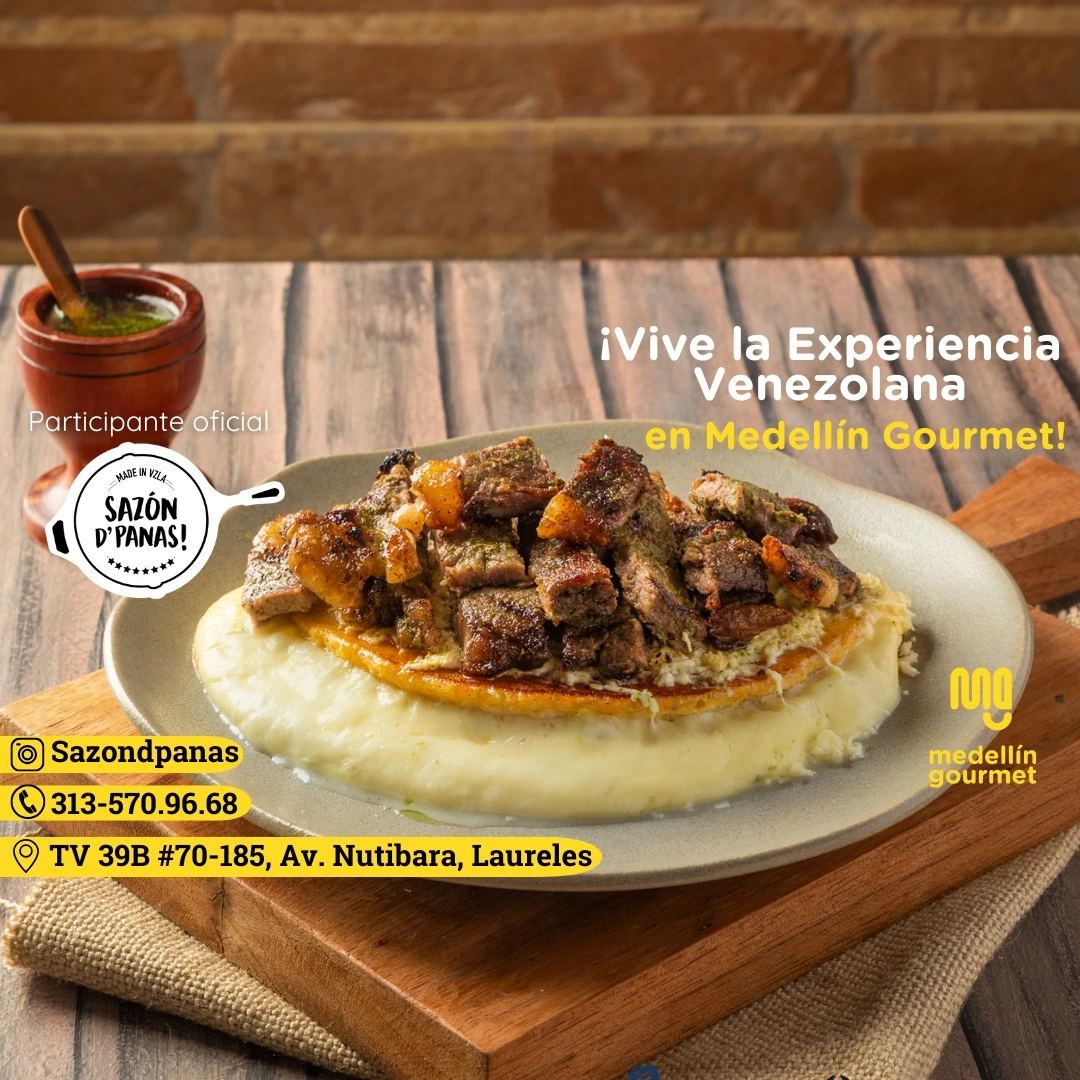 ¡Vive la Experiencia
Venezolana
en Medellín Gourmet!
Participante oficial
MADE IN VZLA
SAZÓN
D'PANAS!
mg
medellín
gourmet
Sazondpanas
313-570.96.68
TV 39B #70-185, Av. Nutibara, Laureles